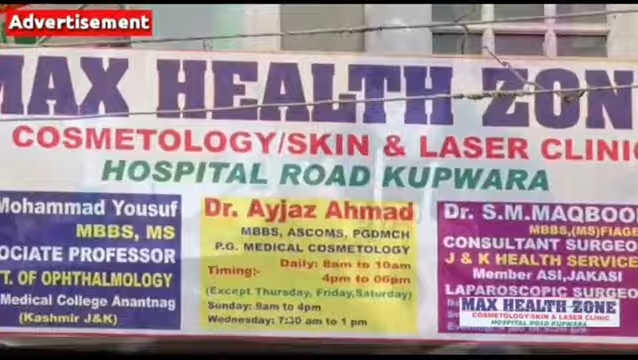 Advertisement
MAX HEALTH ZONE
COSMETOLOGY/SKIN & LASER CLINIC
HOSPITAL ROAD KUPWARA
Mohammad Yousuf
MBBS, MS
OCIATE PROFESSOR
T. OF OPHTHALMOLOGY
Medical College Anantnag
(Kashmir J&K)
Dr. Ayjaz Ahmad
MBBS, ASCOMS, PGDMCH
P.G. MEDICAL COSMETOLOGY
Timing:- Daily: 8am to 10am
4pm to 06pm
(Except Thursday, Friday,Saturday)
Sunday: 9am to 4pm
Wednesday: 7:30 am to 1 pm
Dr. S.M.MAQBOO
MBBS,(MS)FIAGE
CONSULTANT SURGEO
J & K HEALTH SERVICE
Member ASI,JAKASI
LAPAROSCOPIC SURGEO
MAX HEALTH ZONE
COSMETOLOGY/SKIN & LASER CLINIC
HOSPITAL ROAD KUPWARA